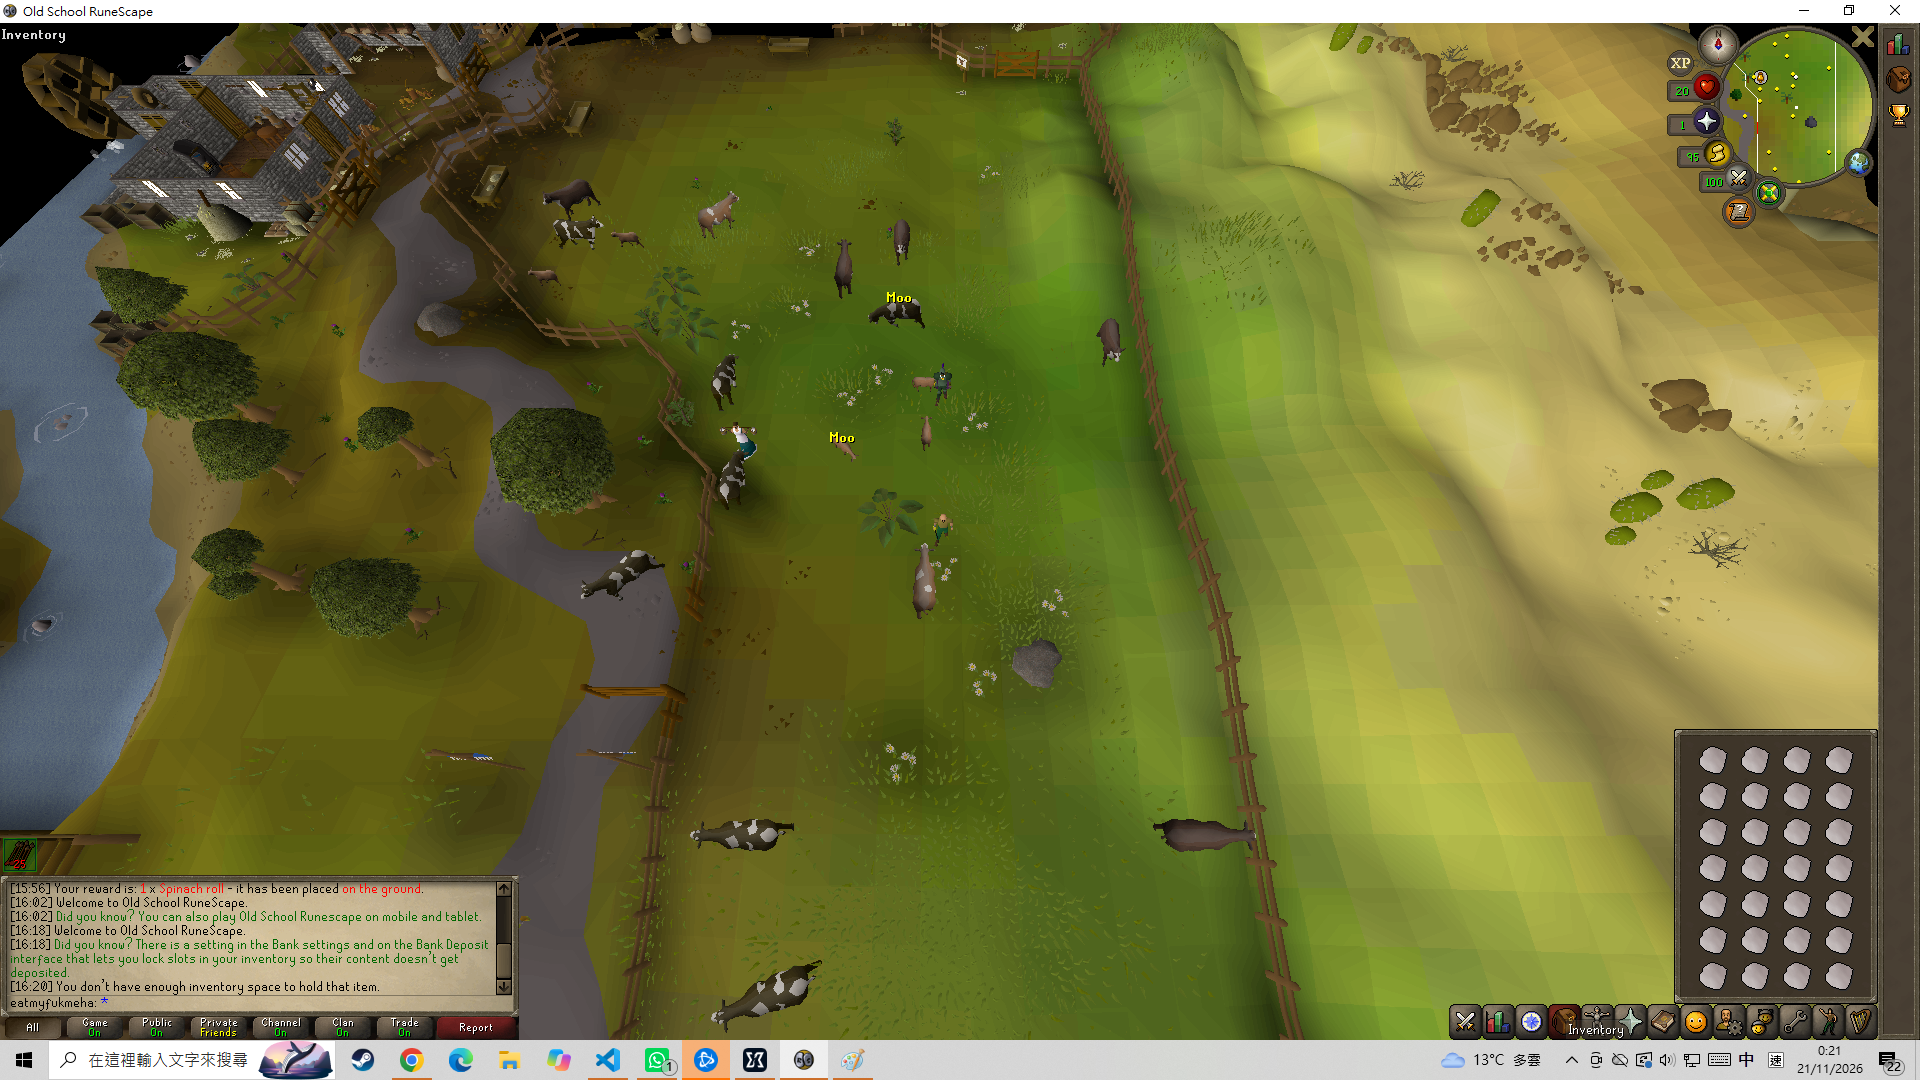 Old School RuneScape
Inventory
N
XP
20
1
95
100
Moo
Moo
25
[15:56] Your reward is: 1 x Spinach roll - it has been placed on the ground.
[16:02] Welcome to Old School RuneScape.
[16:02] Did you know? You can also play Old School Runescape on mobile and tablet.
[16:18] Welcome to Old School RuneScape.
[16:18] Did you know? There is a setting in the Bank settings and on the Bank Deposit
interface that lets you lock slots in your inventory so their content doesn't get
deposited.
[16:20] You don't have enough inventory space to hold that item.
eatmyfukmeha: *
All
Game
On
Public
On
Private
Friends
Channel
On
Clan
On
Trade
On
Report
Inventory
在這裡輸入文字來搜尋
1
13°C 多雲
中
速
0:21
21/11/2026
22